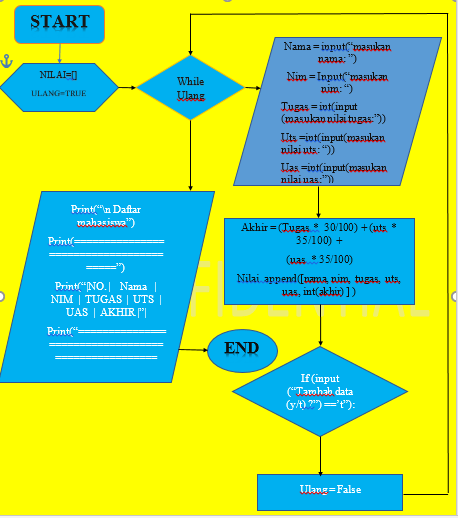 START
NILAI=[]
ULANG=TRUE
While
Ulang
Nama = input("masukan
nama: ")
Nim = Input("masukan
nim: ")
Tugas = int(input
(masukan nilai tugas:"))
Uts =int(input(masukan
nilai uts: "))
Uas =int(input(masukan
nilai uas:"))
Akhir = (Tugas * 30/100) + (uts *
35/100) +
(uas * 35/100)
Nilai .append([nama, nim, tugas, uts,
uas, int(akhir) ] )
If (input
("Tambah data
(y/t) ?") =='t"):
Ulang = False
Print("\n Daftar
mahasiswa")
Print(================
====================
=====")
Print("|NO. | Nama |
NIM | TUGAS | UTS |
UAS | AKHIR |"|
Print("================
====================
==================
END